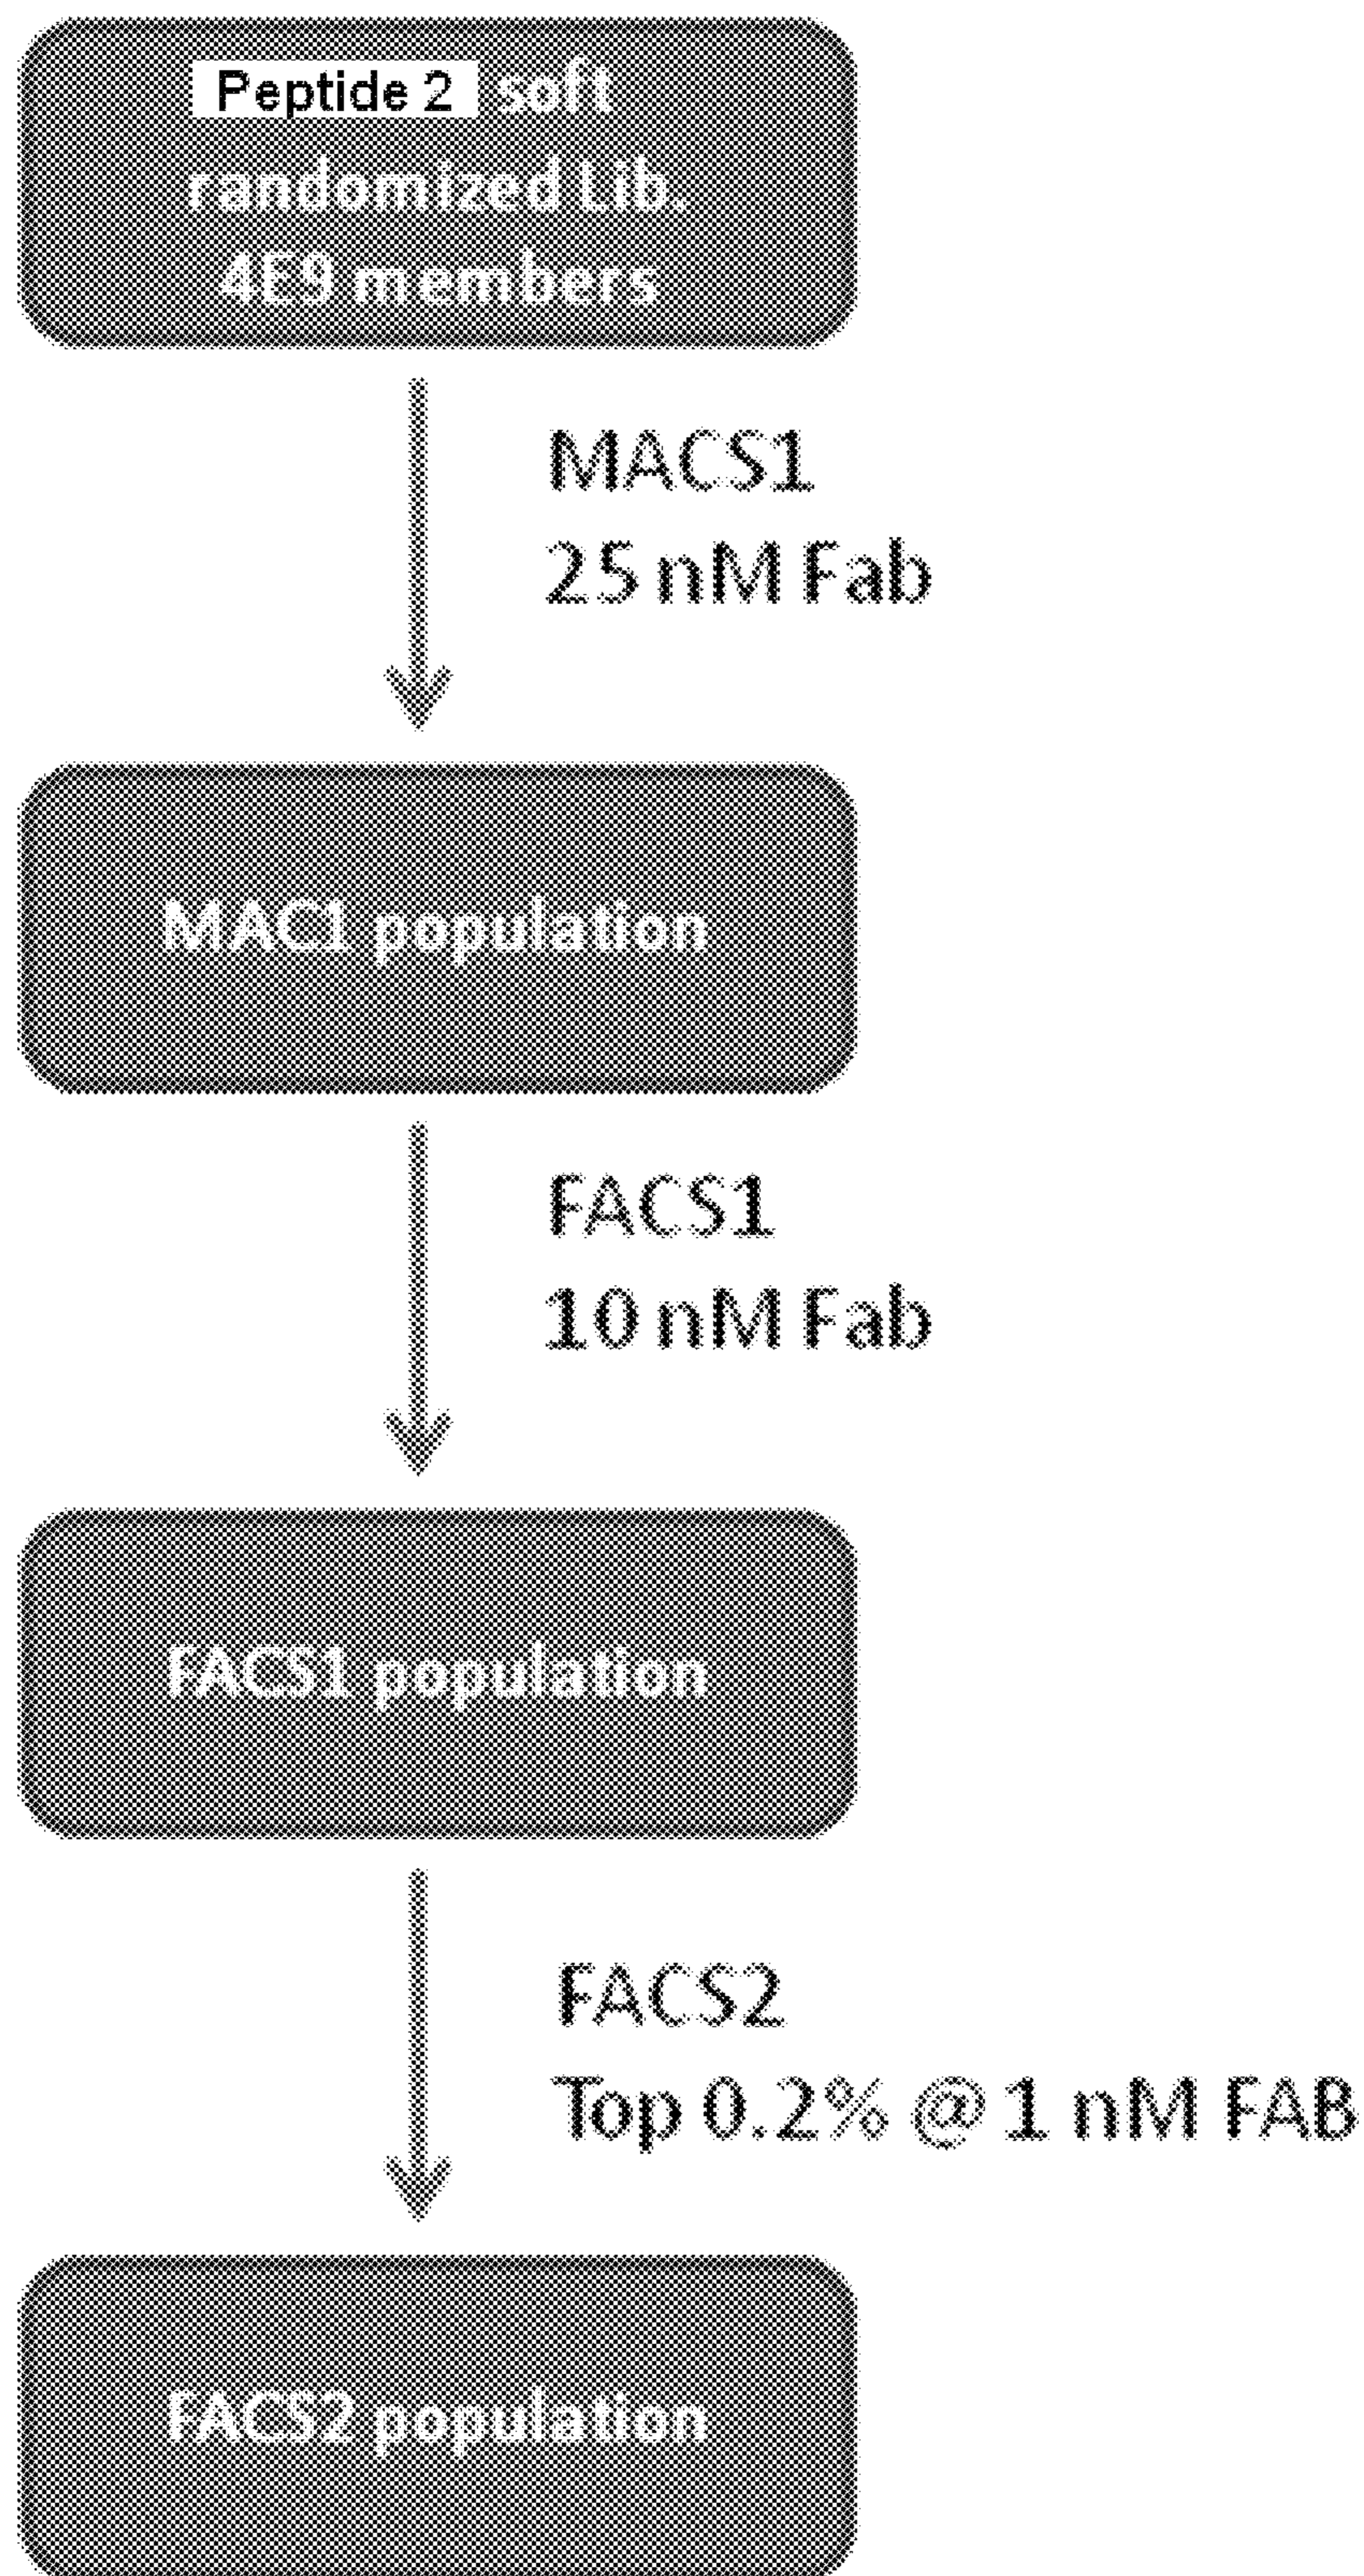 Peptide 2 soft
randomized Lib.
4E9 members
MACS1
25 nM Fab
MAC1 population
FACS1
10 nM Fab
FACS1 population
FACS2
Top 0.2% @ 1 nM FAB
FACS2 population